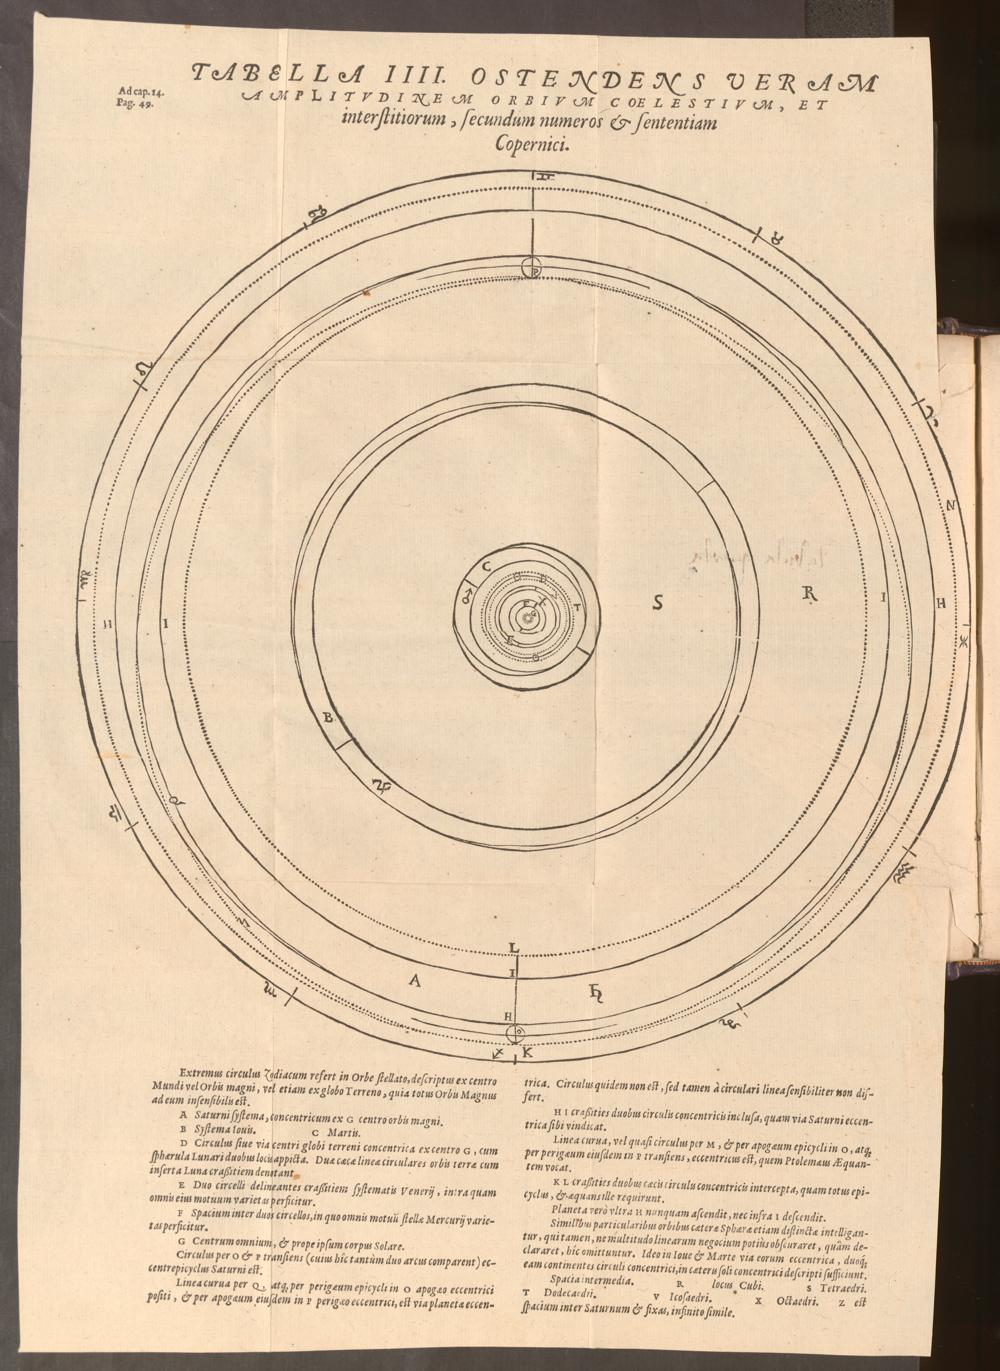 TABELLA IIII. OSTENDENS VERAM
AMPLITVDINEM ORBIVM COELESTIVM, ET
interſtitiorum, ſecundum numeros & ſententiam
Copernici.
Ad cap. 14.
Pag. 49.
P
N
C
S
R
I
H
H
I
B
L
I
A
♄
H
K
Extremus circulus Zodiacum refert in Orbe ſtellato, deſcriptus ex centro
Mundi vel Orbis magni, vel etiam ex globo Terreno, quia totus Orbis Magnus
ad eum inſenſibilis eſt.
A Saturni ſyſtema, concentricum ex G centro orbis magni.
B Syſtema Iouis. C Martis.
D Circulus ſiue via centri globi terreni concentrica ex centro G, cum
ſphærula Lunari duobus locis appicta. Duæ cæcæ lineæ circulares orbis terræ cum
inſerta Luna craſſitiem denotant.
E Duo circelli delineantes craſſitiem ſyſtematis Venerij, intra quam
omnis eius motuum varietas perficitur.
F Spacium inter duos circellos, in quo omnis motuũ ſtellæ Mercurij varie-
tas perficitur.
G Centrum omnium, & prope ipſum corpus Solare.
Circulus per O & P tranſiens (cuius hîc tantùm duo arcus comparent) ec-
centrepicyclus Saturni eſt.
Linea curua per Q, atq; per perigæum epicycli in O apogæo eccentrici
poſiti, & per apogæum eiuſdem in P perigæo eccentrici, eſt via planetæ eccen-
trica. Circulus quidem non eſt, ſed tamen à circulari linea ſenſibiliter non dif-
fert.
H I craſſities duobus circulis concentricis incluſa, quam via Saturni eccen-
trica ſibi vindicat.
Linea curua, vel quaſi circulus per M, & per apogæum epicycli in O, atq;
per perigæum eiuſdem in P tranſiens, eccentricus eſt, quem Ptolemæus Æquan-
tem vocat.
K L craſſities duobus cæcis circulis concentricis intercepta, quam totus epi-
cyclus, & æquans ille requirunt.
Planeta verò vltra H nunquam aſcendit, nec infra I deſcendit.
Similibus particularibus orbibus cæteræ Sphæræ etiam diſtinctæ intelligan-
tur, qui tamen, ne multitudo linearum negocium potiùs obſcuraret, quàm de-
clararet, hîc omittuntur. Ideo in Ioue & Marte via eorum eccentrica, duoq;
eam continentes circuli concentrici, in cæteris ſoli concentrici deſcripti ſufficiunt.
Spacia intermedia. R locus Cubi. S Tetraedri.
T Dodecaedri. V Icoſaedri. X Octaedri. Z eſt
ſpacium inter Saturnum & fixas, infinito ſimile.